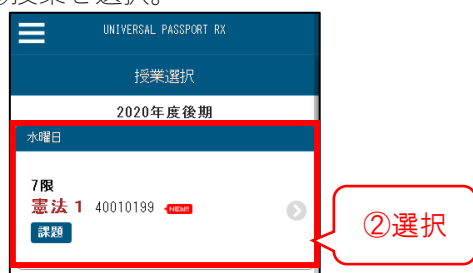 授業を選択。
UNIVERSAL PASSPORT RX
授業選択
2020年度後期
水曜日
7限
憲法１ 40010199 NEW!!
課題
②選択